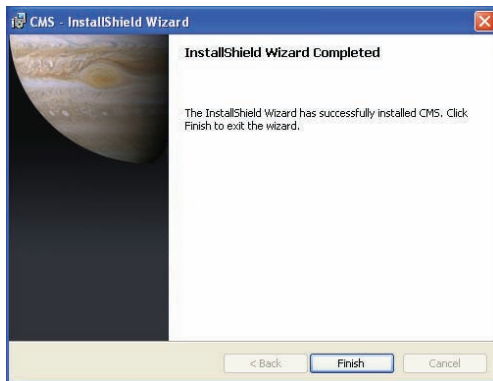 CMS - InstallShield Wizard
InstallShield Wizard Completed
The InstallShield Wizard has successfully installed CMS. Click
Finish to exit the wizard.
< Back
Finish
Cancel